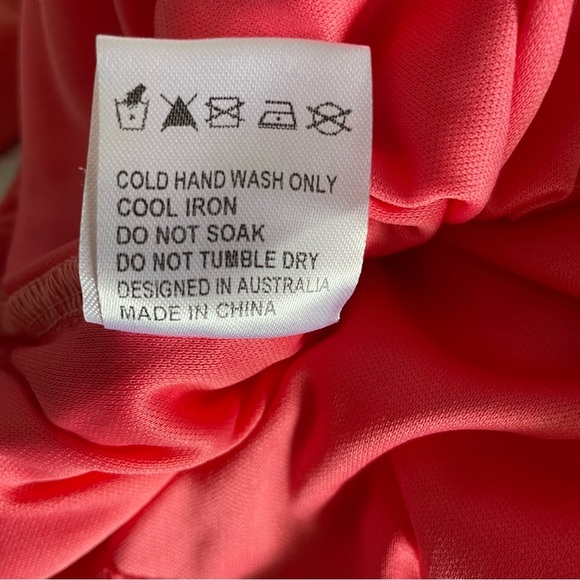 COLD HAND WASH ONLY
COOL IRON
DO NOT SOAK
DO NOT TUMBLE DRY
DESIGNED IN AUSTRALIA
MADE IN CHINA